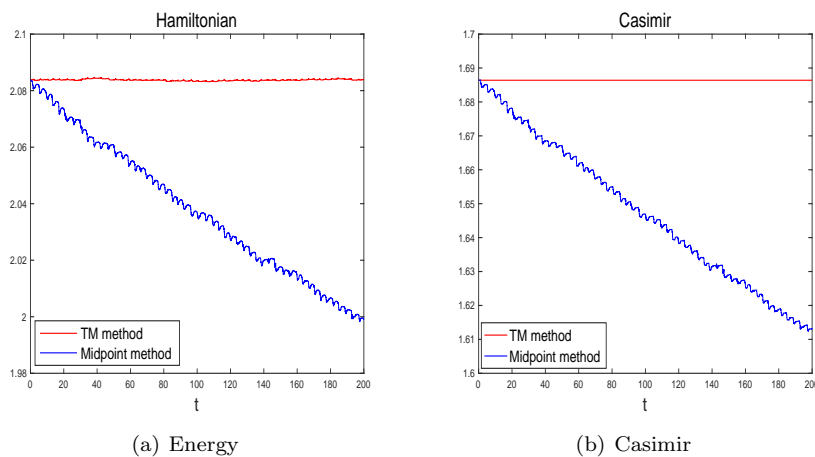 Hamiltonian
2.1
2.08
2.06
2.04
2.02
2
1.98
TM method
Midpoint method
0 20 40 60 80 100 120 140 160 180 200
t
(a) Energy
Casimir
1.7
1.69
1.68
1.67
1.66
1.65
1.64
1.63
1.62
1.61
1.6
TM method
Midpoint method
0 20 40 60 80 100 120 140 160 180 200
t
(b) Casimir